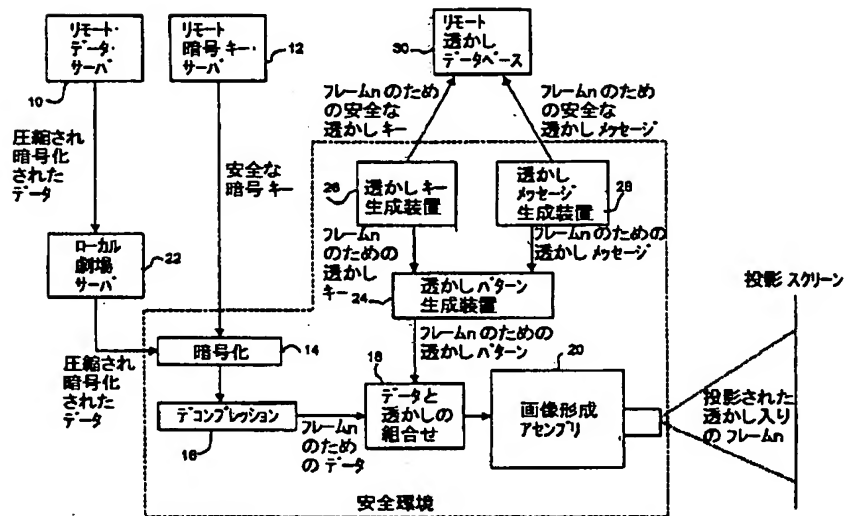 リモート・
データ・
サーバ
10
リモート
暗号 キー・
サーバ
12
リモート
透かし
データベース
30
圧縮され
暗号化
された
データ
安全な
暗号 キー
フレームn のため
の安全な
透かし キー
フレームn のための
安全な
透かし メッセージ
透かし キー
生成装置
26
透かし
メッセージ
生成装置
28
ローカル
劇場
サーバ
22
フレームn
のための
透かし
キー
フレームn のための
透かし メッセージ
透かし パターン
生成装置
24
フレームn のための
透かし パターン
投影 スクリーン
圧縮され
暗号化
された
データ
暗号化
14
デコンプレッション
16
フレームn
のための
データ
18
データと
透かしの
組合せ
20
画像形成
アセンブリ
投影された
透かし入り
のフレームn
安全環境